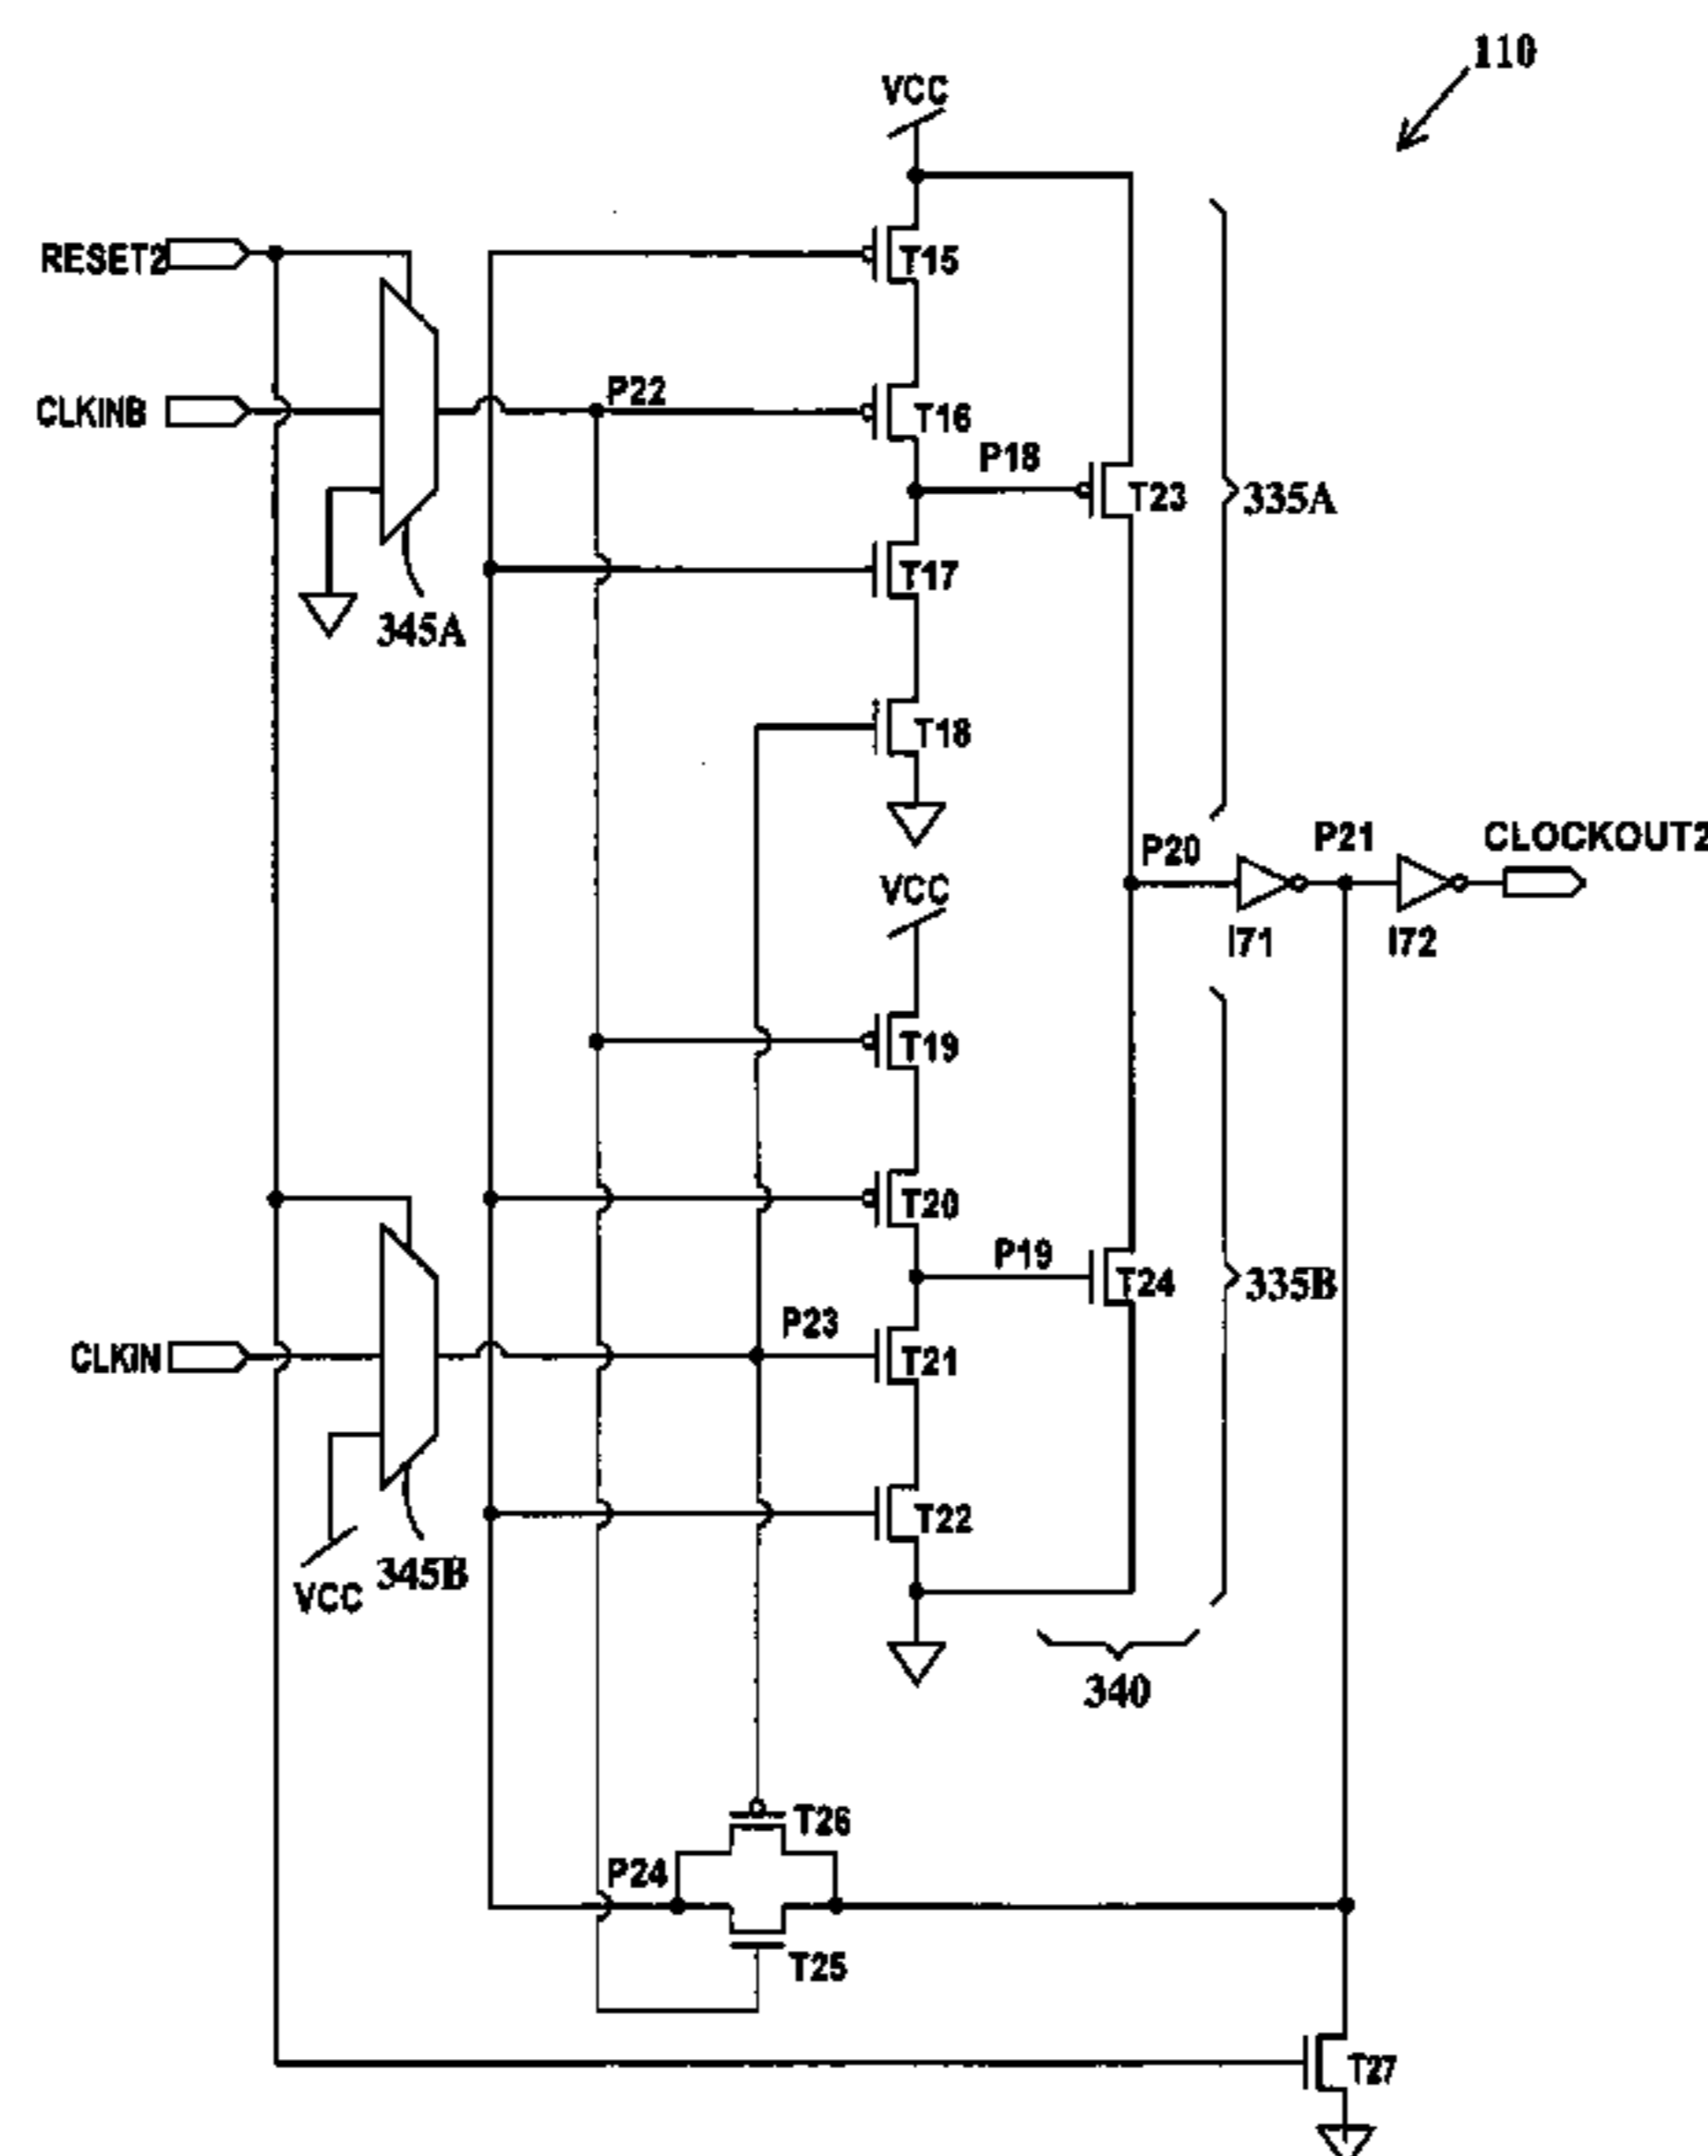 110
VCC
RESET2
T15
CLKINB
P22
T16
P18
T23
335A
T17
345A
T18
P20
P21
CLOCKOUT2
VCC
I71
I72
T19
T20
P19
T24
335B
P23
CLKIN
T21
T22
VCC
345B
340
T26
P24
T25
T27